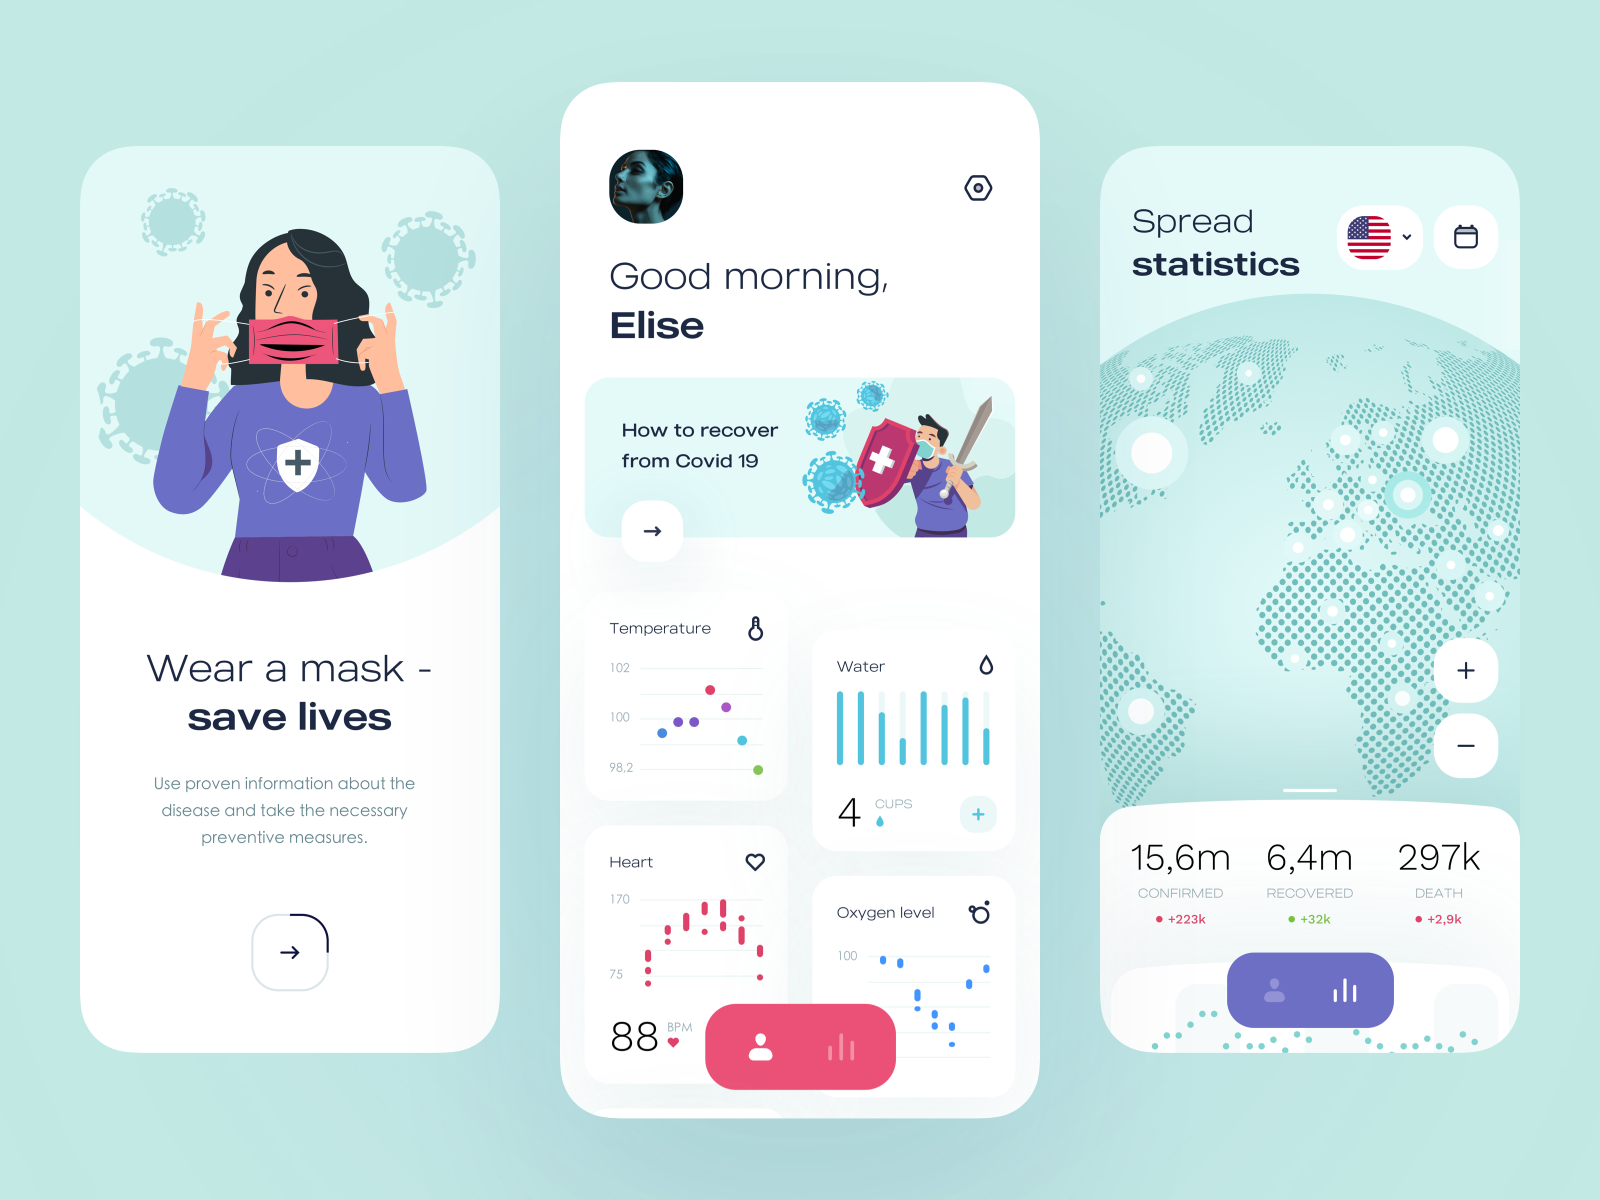 Wear a mask -
save lives
Use proven information about the
disease and take the necessary
preventive measures.
Good morning,
Elise
How to recover
from Covid 19
Temperature
102
100
98,2
Water
4 CUPS
Heart
170
75
88 BPM
Oxygen level
100
Spread
statistics
15,6m 6,4m 297k
CONFIRMED RECOVERED DEATH
+223k +32k +2,9k